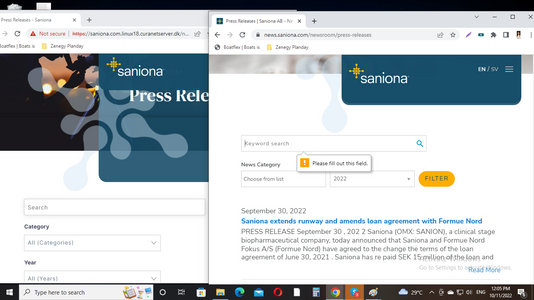 Press Releases - Saniona
Not secure
https://saniona.com.linux18.curanetserver.dk/n...
Boatflex | Boats is
Zenegy Planday
saniona
Press Relea
Search
Category
All (Categories)
Year
All (Years)
Press Releases | Saniona AB - Ne
news.saniona.com/newsroom/press-releases
Boatflex | Boats is
Zenegy Planday
saniona
EN / SV
Keyword search
Please fill out this field.
News Category
Choose from list
2022
FILTER
September 30, 2022
Saniona extends runway and amends loan agreement with Formue Nord
PRESS RELEASE September 30 , 202 2 Saniona (OMX: SANION), a clinical stage
biopharmaceutical company, today announced that Saniona and Formue Nord
Fokus A/S (Formue Nord) have agreed to the change the terms of the loan
agreement of June 30, 2021 . Saniona has re paid SEK 15 million of the loan and
Read More
Go to Settings to activate Windows.
Type here to search
29°C
ENG
12:05 PM
10/11/2022